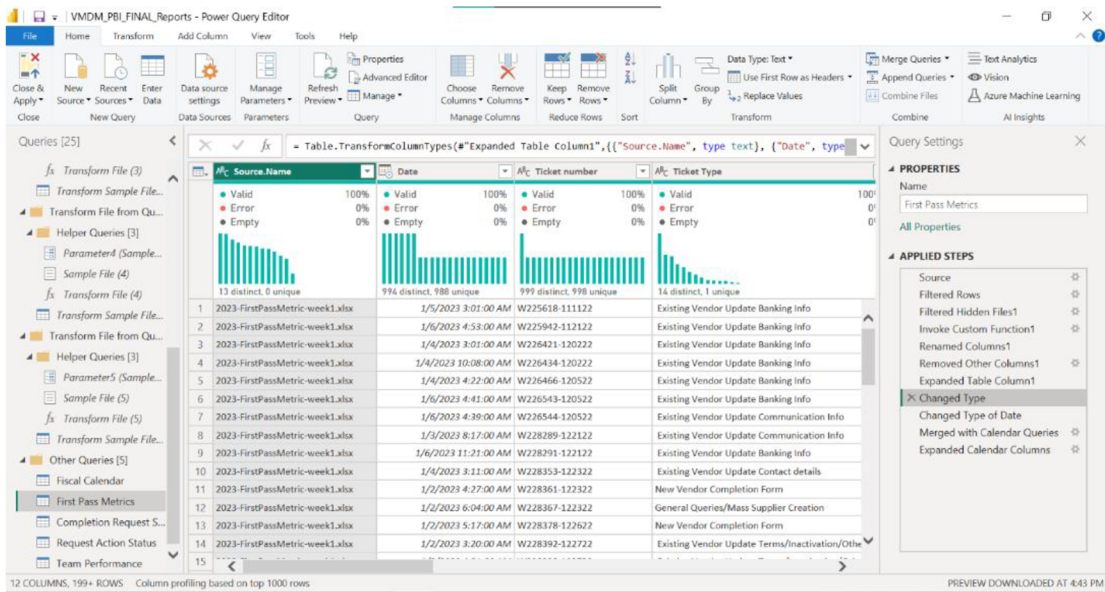 VMDM_PBI_FINAL_Reports - Power Query Editor
File Home Transform Add Column View Tools Help
Close & Apply New Source Recent Sources Enter Data Data source settings Manage Parameters Refresh Preview Properties Advanced Editor Manage Choose Columns Remove Columns Keep Rows Remove Rows Split Column Group By Data Type: Text Use First Row as Headers Replace Values Merge Queries Append Queries Combine Files Text Analytics Vision Azure Machine Learning
Close New Query Data Sources Parameters Query Manage Columns Reduce Rows Sort Transform Combine AI Insights
Queries [25]
fx Transform File (3)
Transform Sample File...
Transform File from Qu...
Helper Queries [3]
Parameter4 (Sample...
Sample File (4)
fx Transform File (4)
Transform Sample File...
Transform File from Qu...
Helper Queries [3]
Parameter5 (Sample...
Sample File (5)
fx Transform File (5)
Transform Sample File...
Other Queries [5]
Fiscal Calendar
First Pass Metrics
Completion Request S...
Request Action Status
Team Performance
fx = Table.TransformColumnTypes(#"Expanded Table Column1",{{"Source.Name", type text}, {"Date", type
ABC Source.Name Date ABC Ticket number ABC Ticket Type
Valid 100% Valid 100% Valid 100% Valid 100%
Error 0% Error 0% Error 0% Error 0%
Empty 0% Empty 0% Empty 0% Empty 0%
13 distinct, 0 unique 994 distinct, 988 unique 999 distinct, 998 unique 14 distinct, 1 unique
1 2023-FirstPassMetric-week1.xlsx 1/5/2023 3:01:00 AM W225618-111122 Existing Vendor Update Banking Info
2 2023-FirstPassMetric-week1.xlsx 1/6/2023 4:53:00 AM W225942-112122 Existing Vendor Update Banking Info
3 2023-FirstPassMetric-week1.xlsx 1/4/2023 3:01:00 AM W226421-120222 Existing Vendor Update Banking Info
4 2023-FirstPassMetric-week1.xlsx 1/4/2023 10:08:00 AM W226434-120222 Existing Vendor Update Banking Info
5 2023-FirstPassMetric-week1.xlsx 1/4/2023 4:22:00 AM W226466-120522 Existing Vendor Update Banking Info
6 2023-FirstPassMetric-week1.xlsx 1/6/2023 4:41:00 AM W226543-120522 Existing Vendor Update Banking Info
7 2023-FirstPassMetric-week1.xlsx 1/6/2023 4:39:00 AM W226544-120522 Existing Vendor Update Communication Info
8 2023-FirstPassMetric-week1.xlsx 1/3/2023 8:17:00 AM W228289-122122 Existing Vendor Update Communication Info
9 2023-FirstPassMetric-week1.xlsx 1/6/2023 11:21:00 AM W228291-122122 Existing Vendor Update Banking Info
10 2023-FirstPassMetric-week1.xlsx 1/4/2023 3:11:00 AM W228353-122322 Existing Vendor Update Contact details
11 2023-FirstPassMetric-week1.xlsx 1/2/2023 4:27:00 AM W228361-122322 New Vendor Completion Form
12 2023-FirstPassMetric-week1.xlsx 1/2/2023 6:04:00 AM W228367-122322 General Queries/Mass Supplier Creation
13 2023-FirstPassMetric-week1.xlsx 1/2/2023 5:17:00 AM W228378-122622 New Vendor Completion Form
14 2023-FirstPassMetric-week1.xlsx 1/2/2023 3:20:00 AM W228392-122722 Existing Vendor Update Terms/Inactivation/Othe
15
Query Settings
PROPERTIES
Name
First Pass Metrics
All Properties
APPLIED STEPS
Source
Filtered Rows
Filtered Hidden Files1
Invoke Custom Function1
Renamed Columns1
Removed Other Columns1
Expanded Table Column1
Changed Type
Changed Type of Date
Merged with Calendar Queries
Expanded Calendar Columns
12 COLUMNS, 199+ ROWS Column profiling based on top 1000 rows PREVIEW DOWNLOADED AT 4:43 PM